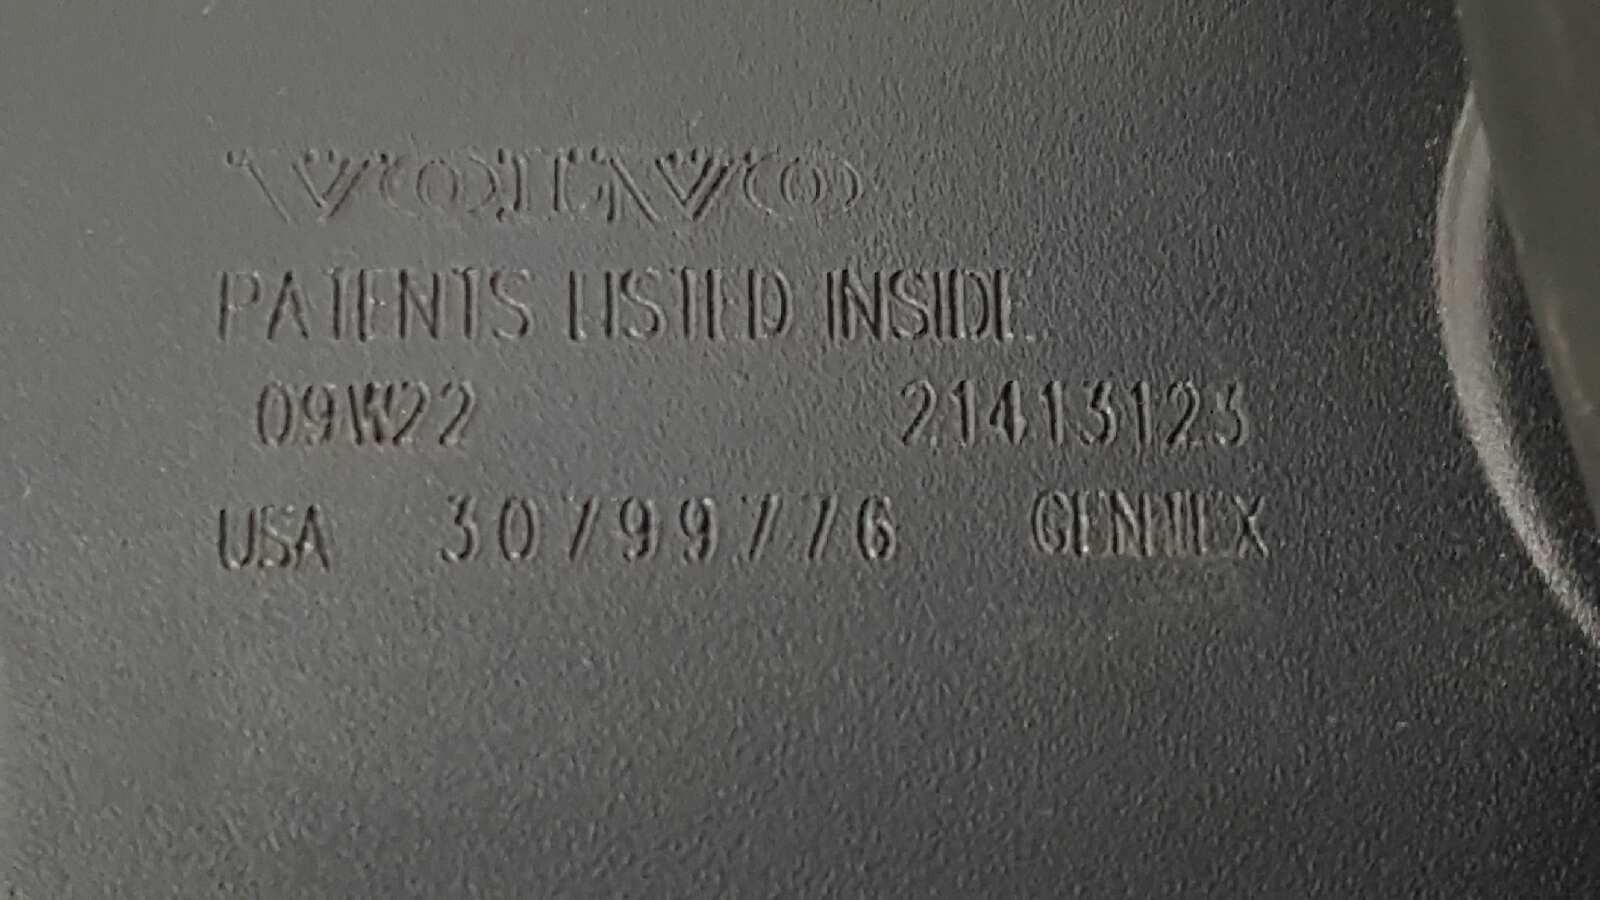 VOLVO
PATENTS LISTED INSIDE.
09W22 21413123
USA 30799776 GENTEX